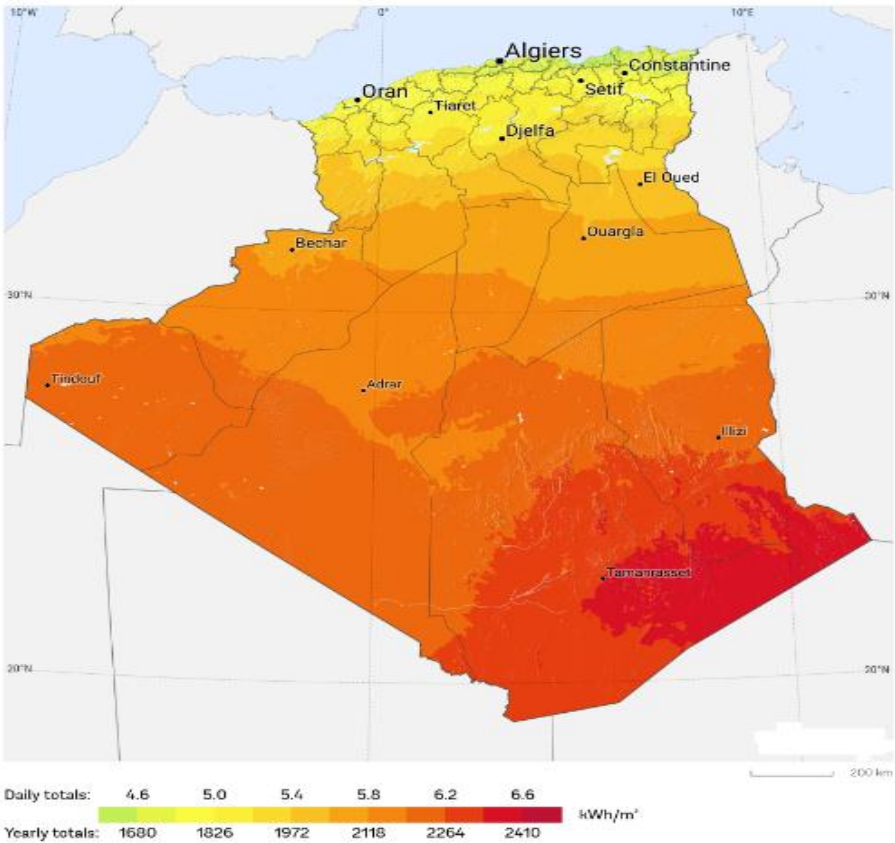 10°W 0° 10°E
Algiers
Constantine
Oran
Setif
Tiaret
Djelfa
El Oued
Ouargla
Bechar
30°N 30°N
Tindouf
Adrar
Illizi
Tamanrasset
20°N 20°N
200 km
Daily totals: 4.6 5.0 5.4 5.8 6.2 6.6
kWh/m²
Yearly totals: 1680 1826 1972 2118 2264 2410